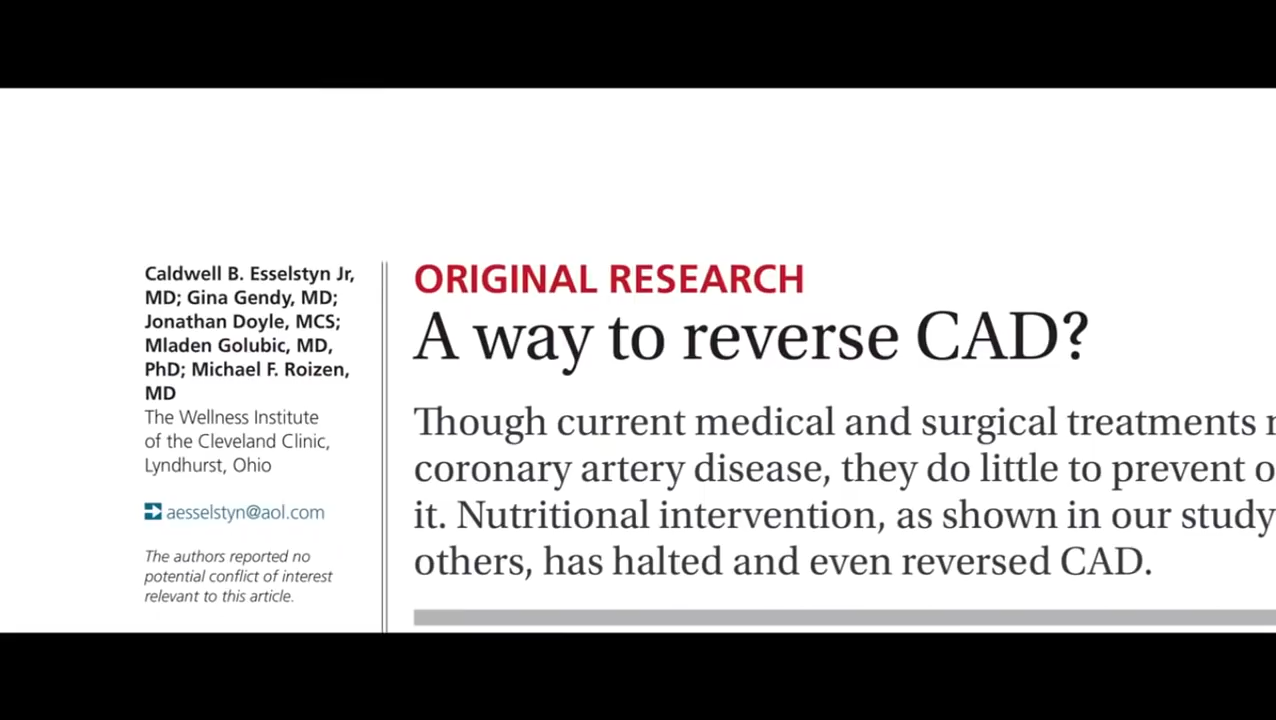 Caldwell B. Esselstyn Jr,
MD; Gina Gendy, MD;
Jonathan Doyle, MCS;
Mladen Golubic, MD,
PhD; Michael F. Roizen,
MD
The Wellness Institute
of the Cleveland Clinic,
Lyndhurst, Ohio
aesselstyn@aol.com
The authors reported no
potential conflict of interest
relevant to this article.
ORIGINAL RESEARCH
A way to reverse CAD?
Though current medical and surgical treatments
coronary artery disease, they do little to prevent
it. Nutritional intervention, as shown in our study
others, has halted and even reversed CAD.